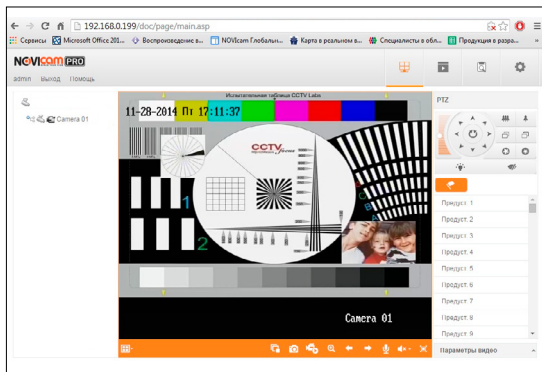 192.168.0.199/doc/page/main.asp
Сервисы Microsoft Office 201... Воспроизведение в... NOVIcam Глобальн... Карта в реальном в... Специалисты в обл... Продукция в разра... »
NOVIcam PRO
admin Выход Помощь
Camera 01
Испытательная таблица CCTV Labs
11-28-2014 Пт 17:11:37
CCTV
focus
1
2
Camera 01
PTZ
Предуст. 1
Предуст. 2
Предуст. 3
Предуст. 4
Предуст. 5
Предуст. 6
Предуст. 7
Предуст. 8
Предуст. 9
Параметры видео